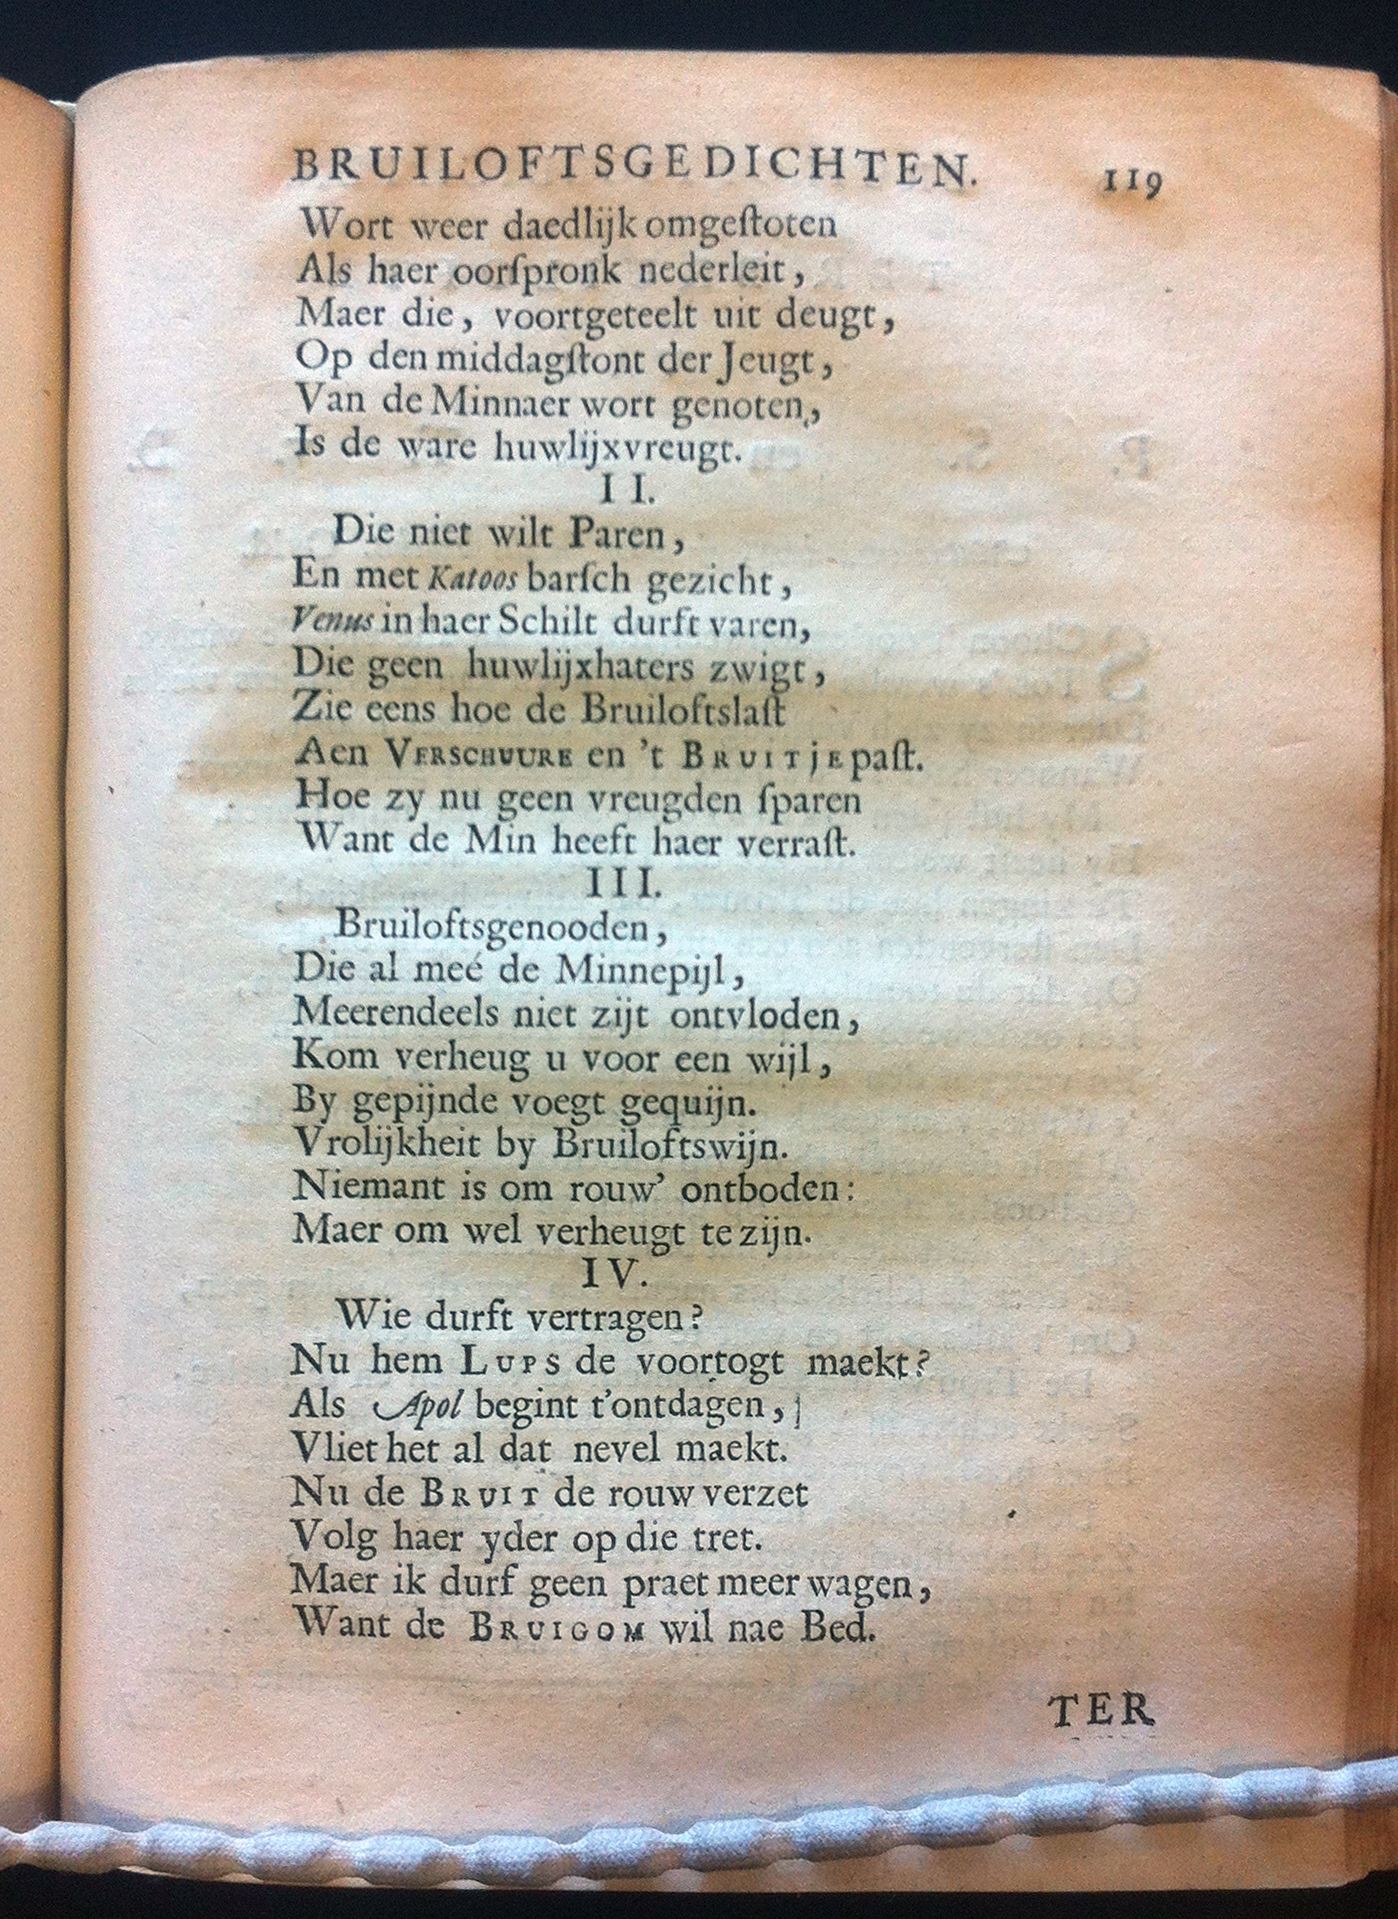 BRUILOFTSGEDICHTEN. 119
Wort weer daedlijk omgeſtoten
Als haer oorſpronk nederleit,
Maer die, voortgeteelt uit deugt,
Op den middagſtont der Jeugt,
Van de Minnaer wort genoten,
Is de ware huwlijxvreugt.
II.
Die niet wilt Paren,
En met Katoos barſch gezicht,
Venus in haer Schilt durft varen,
Die geen huwlijxhaters zwigt,
Zie eens hoe de Bruiloftslaſt
Aen VERSCHUURE en 't BRUITJE paſt.
Hoe zy nu geen vreugden ſparen
Want de Min heeft haer verraſt.
III.
Bruiloftsgenooden,
Die al meé de Minnepijl,
Meerendeels niet zijt ontvloden,
Kom verheug u voor een wijl,
By gepijnde voegt gequijn.
Vrolijkheit by Bruiloftswijn.
Niemant is om rouw' ontboden:
Maer om wel verheugt te zijn.
IV.
Wie durft vertragen?
Nu hem LUPS de voortogt maekt?
Als Apol begint t'ontdagen,
Vliet het al dat nevel maekt.
Nu de BRUIT de rouw verzet
Volg haer yder op die tret.
Maer ik durf geen praet meer wagen,
Want de BRUIGOM wil nae Bed.
TER